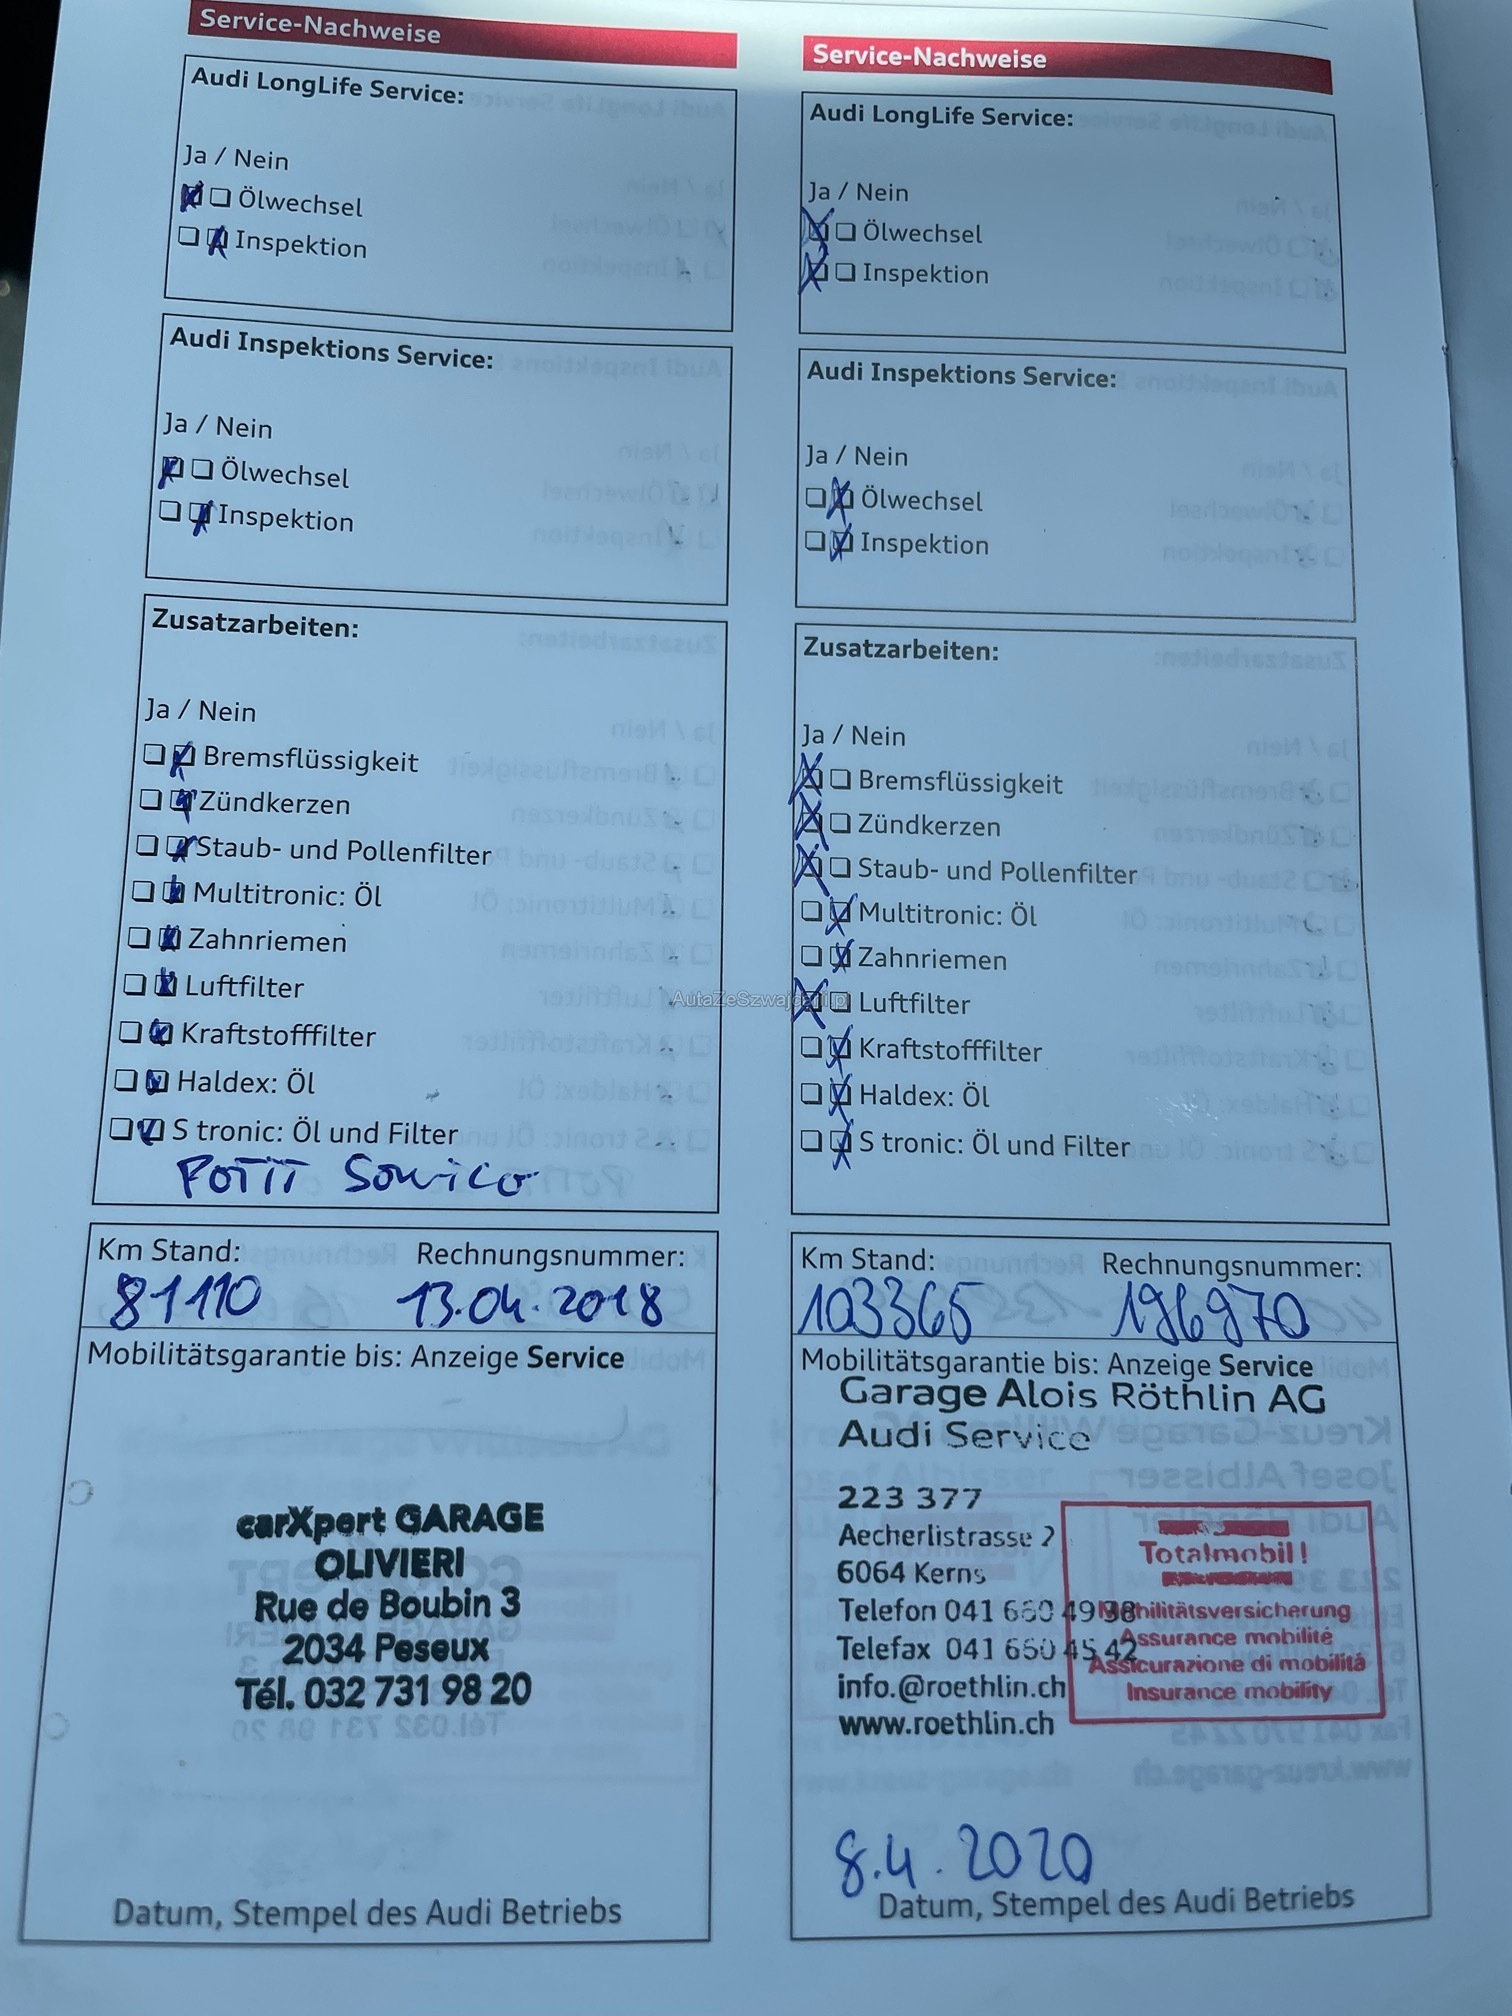 Service-Nachweise
Audi LongLife Service:
Ja / Nein
Ölwechsel
Inspektion
Audi Inspektions Service:
Ja / Nein
Ölwechsel
Inspektion
Zusatzarbeiten:
Ja / Nein
Bremsflüssigkeit
Zündkerzen
Staub- und Pollenfilter
Multitronic: Öl
Zahnriemen
Luftfilter
Kraftstofffilter
Haldex: Öl
S tronic: Öl und Filter
Km Stand: Rechnungsnummer:
81110 13.04.2018
Mobilitätsgarantie bis: Anzeige Service
carXpert GARAGE
OLIVIERI
Rue de Boubin 3
2034 Peseux
Tél. 032 731 98 20
Datum, Stempel des Audi Betriebs
Service-Nachweise
Audi LongLife Service:
Ja / Nein
Ölwechsel
Inspektion
Audi Inspektions Service:
Ja / Nein
Ölwechsel
Inspektion
Zusatzarbeiten:
Ja / Nein
Bremsflüssigkeit
Zündkerzen
Staub- und Pollenfilter
Multitronic: Öl
Zahnriemen
Luftfilter
Kraftstofffilter
Haldex: Öl
S tronic: Öl und Filter
Km Stand: Rechnungsnummer:
103365 196970
Mobilitätsgarantie bis: Anzeige Service
Garage Alois Röthlin AG
Audi Service
223 377
Aecherlistrasse 2
6064 Kerns
Telefon 041 660 49 98
Telefax 041 660 45 42
info.@roethlin.ch
www.roethlin.ch
Totalmobil!
Mobilitätsversicherung
Assurance mobilité
Assicurazione di mobilità
Insurance mobility
8.4.2020
Datum, Stempel des Audi Betriebs
AutaZeSzwajcarii.pl